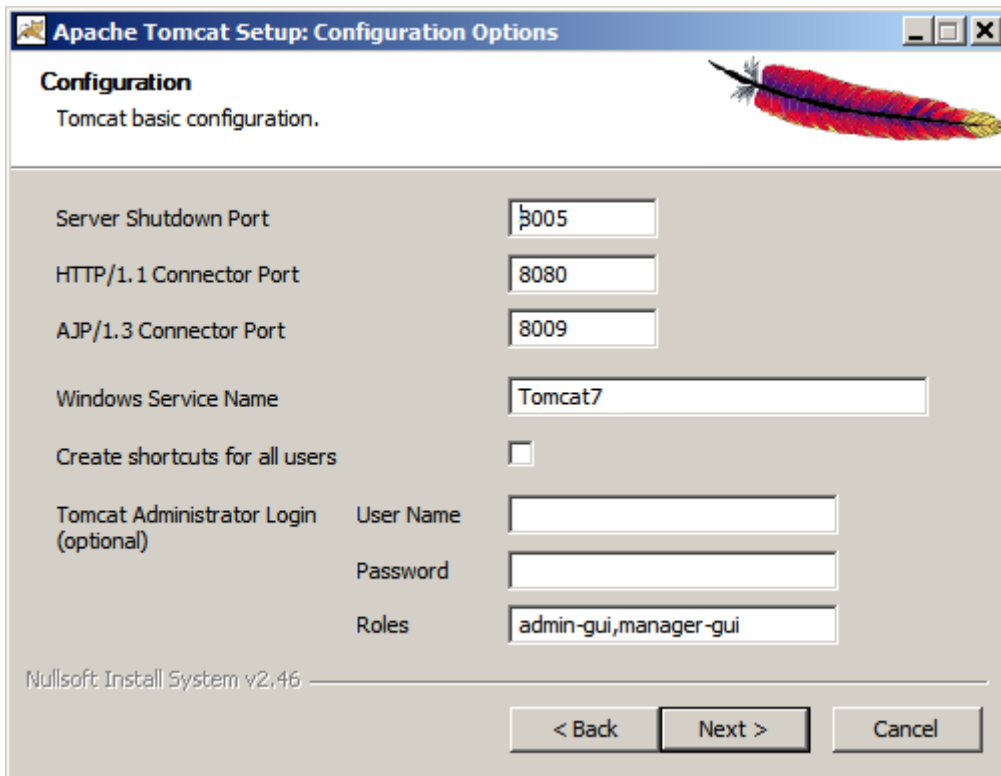 Apache Tomcat Setup: Configuration Options
Configuration
Tomcat basic configuration.
Server Shutdown Port 8005
HTTP/1.1 Connector Port 8080
AJP/1.3 Connector Port 8009
Windows Service Name Tomcat7
Create shortcuts for all users
Tomcat Administrator Login User Name
(optional)
Password
Roles admin-gui,manager-gui
Nullsoft Install System v2.46
< Back Next > Cancel